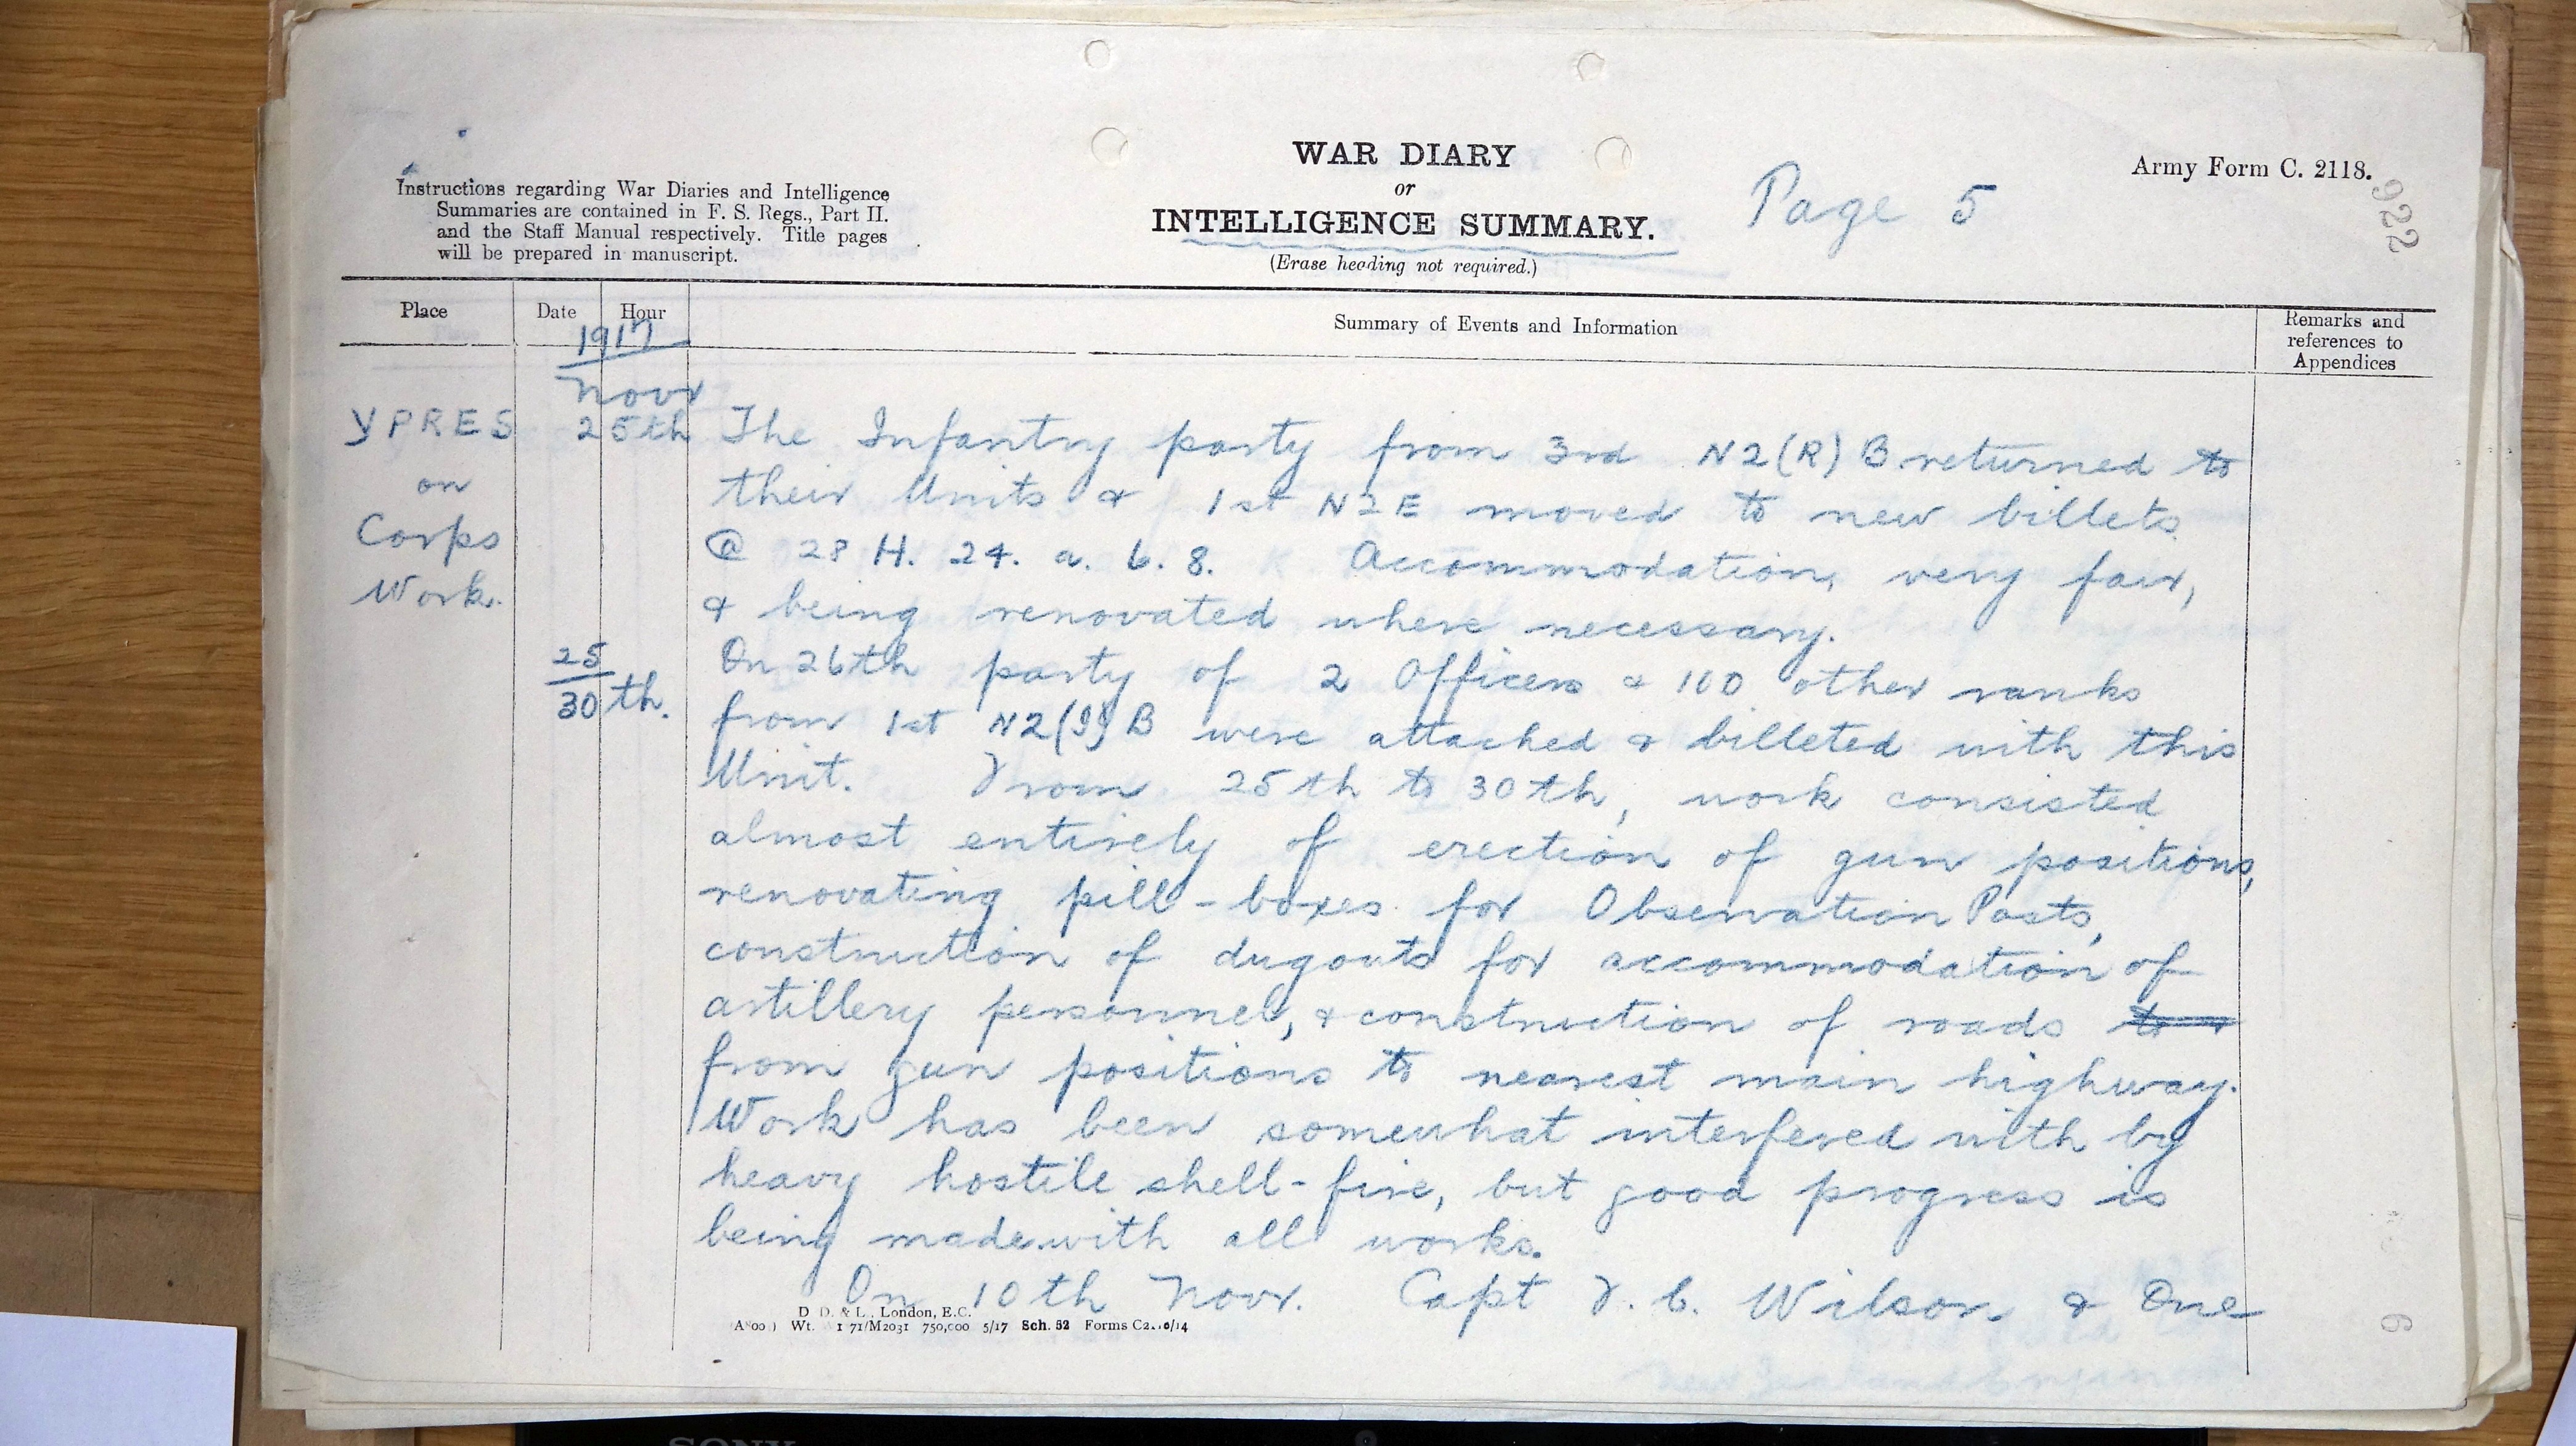 WAR DIARY
or
INTELLIGENCE SUMMARY.
(Erase heading not required.)
Page 5
Army Form C. 2118.
922
Instructions regarding War Diaries and Intelligence
Summaries are contained in F. S. Regs., Part II.
and the Staff Manual respectively. Title pages
will be prepared in manuscript.
Place
Date
Hour
Summary of Events and Information
Remarks and
references to
Appendices
1917
Novr
YPRES
on
Corps
Work.
25th
The Infantry party from 3rd NZ(R)B returned to
their Units & 1st NZE moved to new billets
@ 28 H. 24. a. 6. 8. Accommodation, very fair,
& being renovated where necessary.
25
30th.
On 26th party of 2 Officers & 100 other ranks
from 1st NZ B were attached & billeted with this
Unit. From 25th to 30th, work consisted
almost entirely of erection of gun positions,
renovating pill-boxes for Observation Posts,
construction of dugouts for accommodation of
artillery personnel, & construction of roads to
from gun positions to nearest main highway.
Work has been somewhat interfered with by
heavy hostile shell-fire, but good progress is
being made with all works.
On 10th Novr. Capt F. C. Wilson & One
D. D. & L., London, E.C.
Wt. 71/M2031 750,000 5/17 Sch. 52 Forms
6
SONY